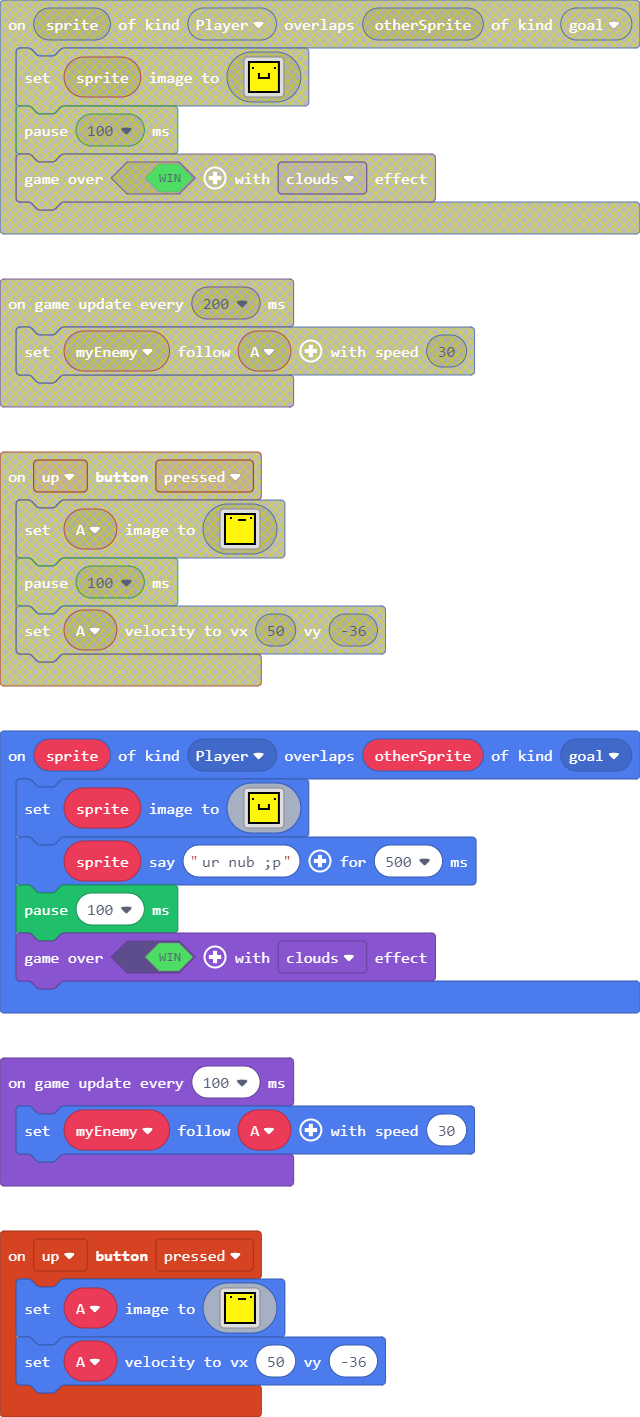 on sprite of kind Player overlaps otherSprite of kind goal
set sprite image to
pause 100 ms
game over WIN with clouds effect
on game update every 200 ms
set myEnemy follow A with speed 30
on up button pressed
set A image to
pause 100 ms
set A velocity to vx 50 vy -36
on sprite of kind Player overlaps otherSprite of kind goal
set sprite image to
sprite say "ur nub ;p" for 500 ms
pause 100 ms
game over WIN with clouds effect
on game update every 100 ms
set myEnemy follow A with speed 30
on up button pressed
set A image to
set A velocity to vx 50 vy -36